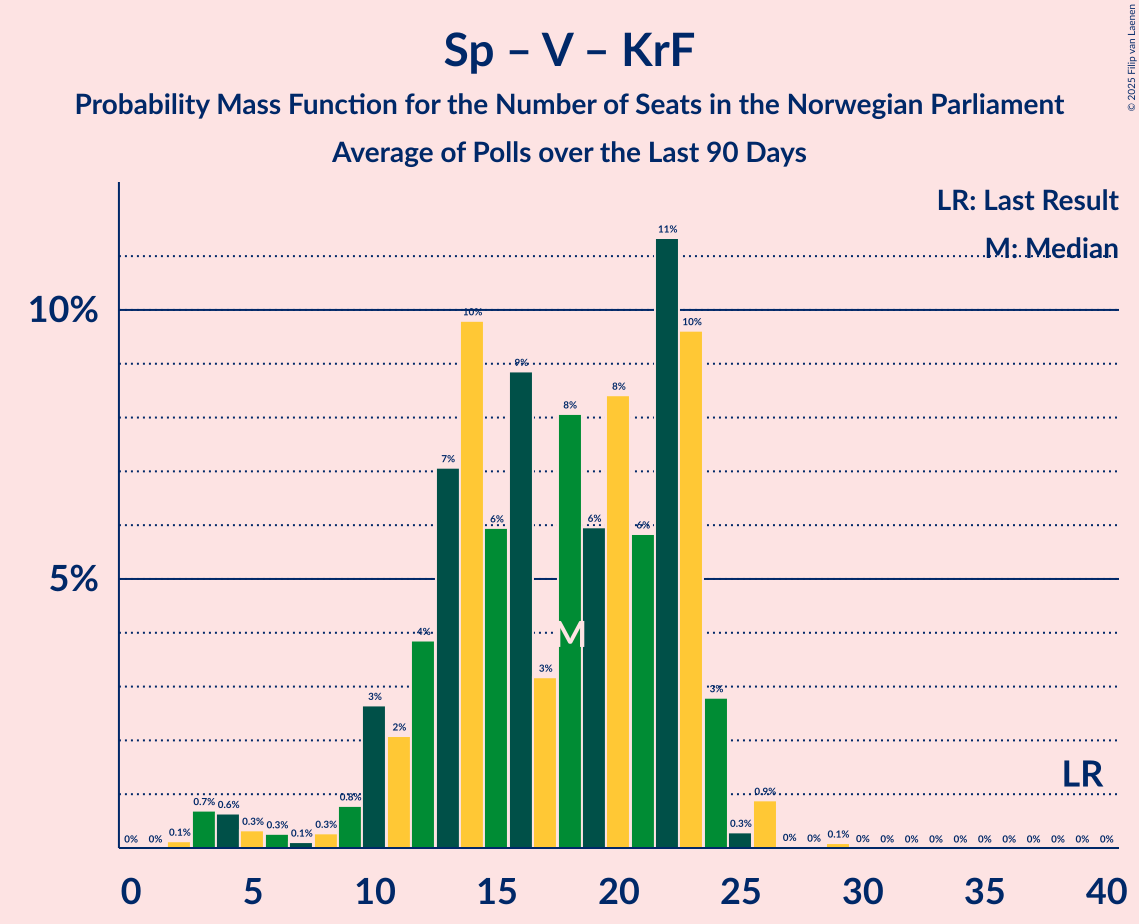 Sp – V – KrF
Probability Mass Function for the Number of Seats in the Norwegian Parliament
Average of Polls over the Last 90 Days
© 2025 Filip van Laenen
LR: Last Result
M: Median
10%
5%
0% 0% 0.1% 0.7% 0.6% 0.3% 0.3% 0.1% 0.3% 0.8% 3% 2% 4% 7% 10% 6% 9% 3% 8% 6% 8% 6% 11% 10% 3% 0.3% 0.9% 0% 0% 0.1% 0% 0% 0% 0% 0% 0% 0% 0% 0% 0% 0%
M
LR
0 5 10 15 20 25 30 35 40